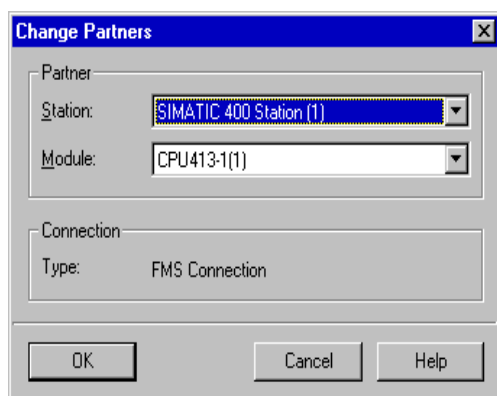 Change Partners
Partner
Station: SIMATIC 400 Station (1)
Module: CPU413-1(1)
Connection
Type: FMS Connection
OK Cancel Help